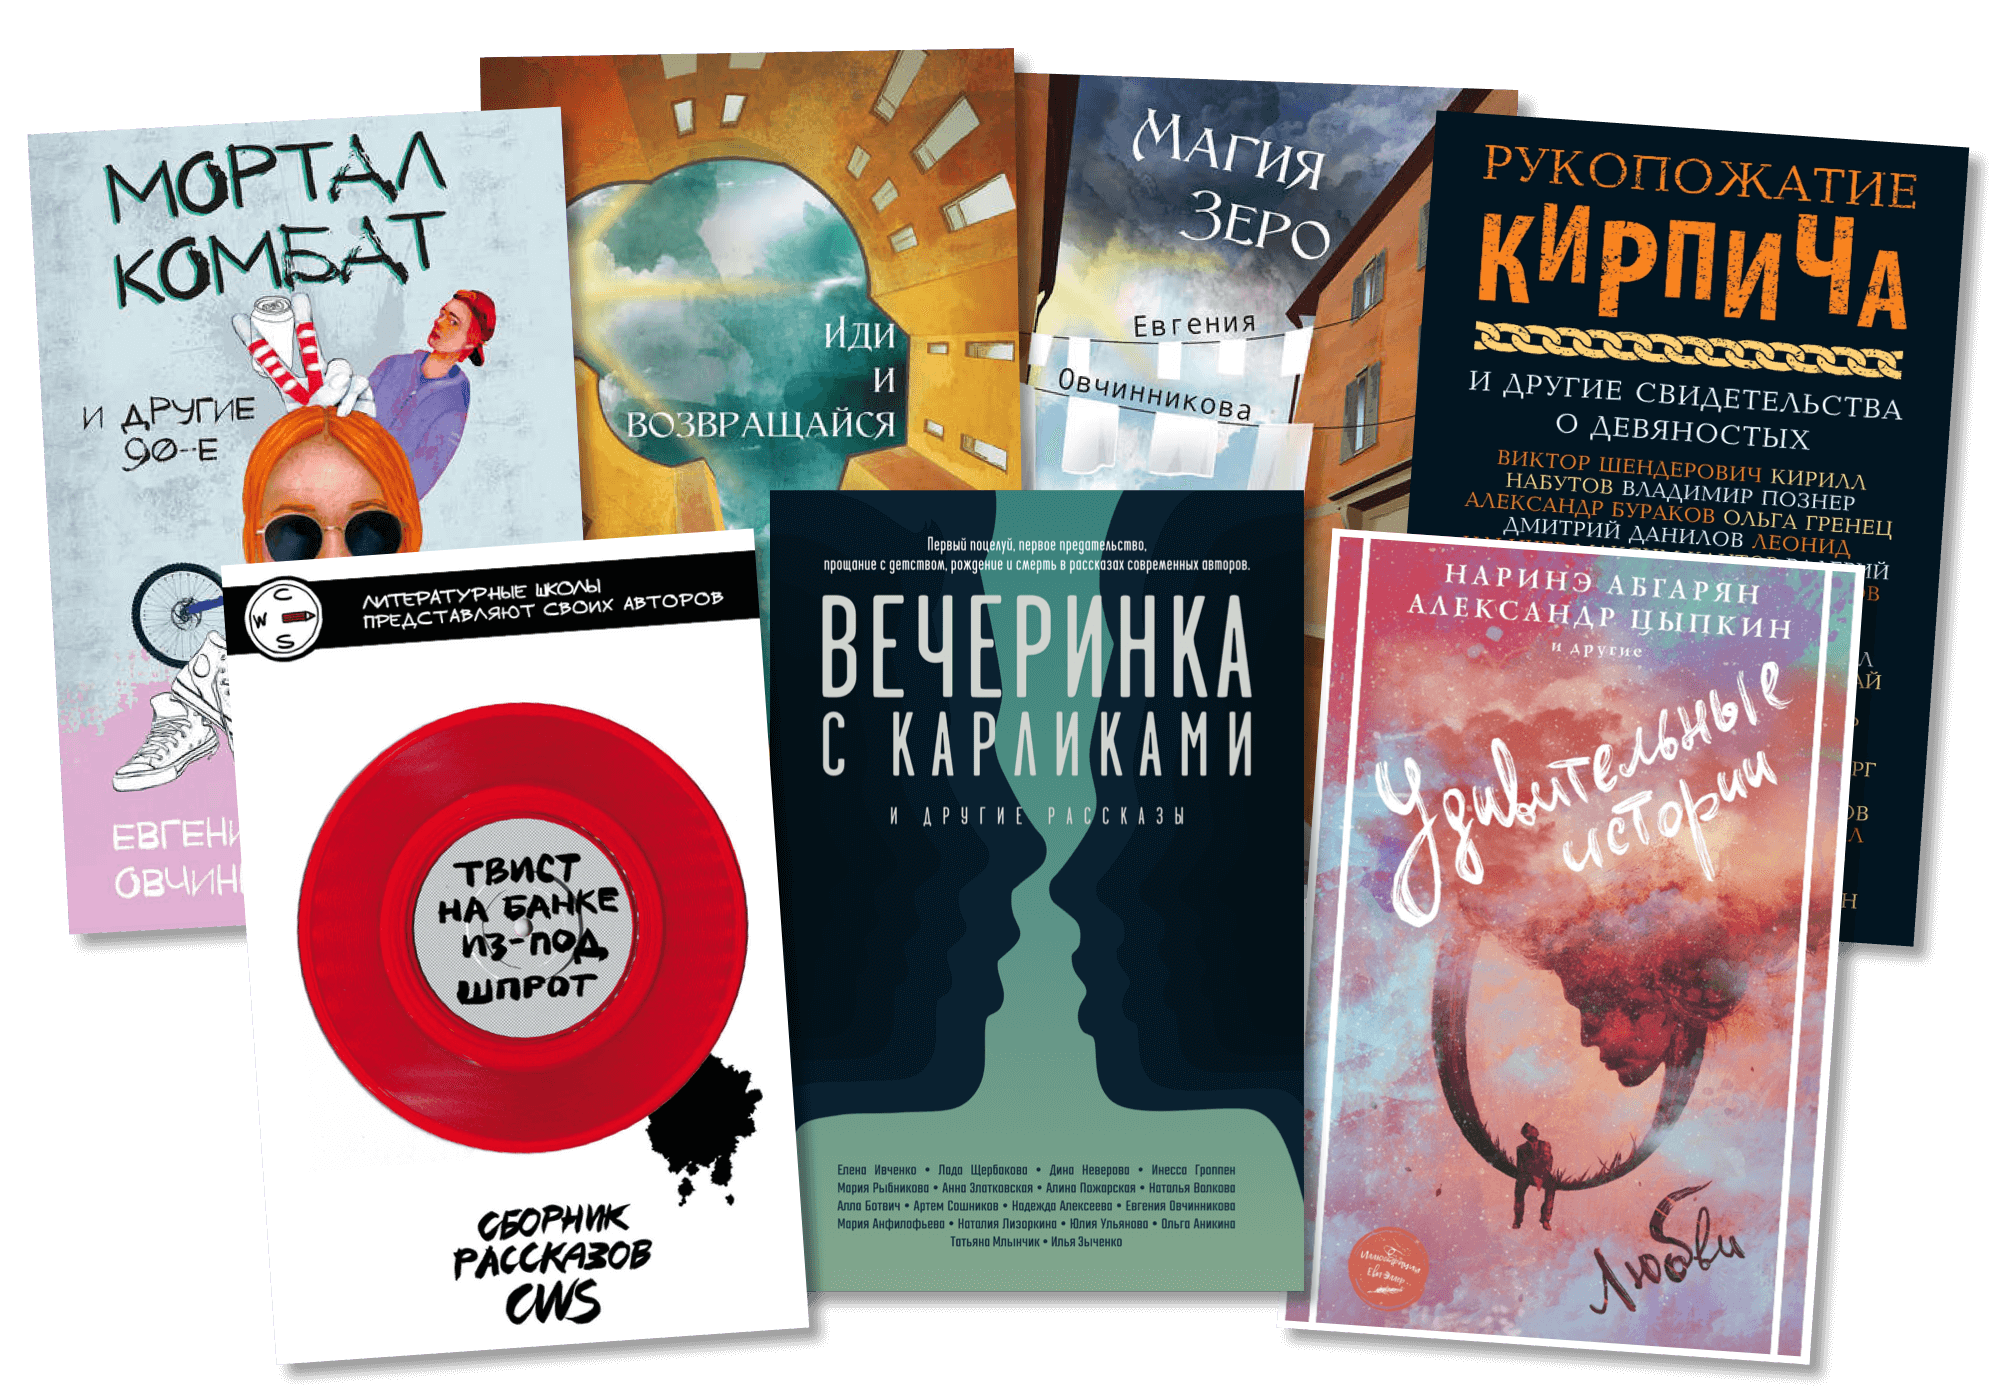 МОРТАЛ
КОМБАТ
И ДРУГИЕ
90-Е
ЕВГЕНИ
ОВЧИНН
ИДИ
И
ВОЗВРАЩАЙСЯ
МАГИЯ
ЗЕРО
ЕВГЕНИЯ
ОВЧИННИКОВА
РУКОПОЖАТИЕ
КИРПИЧА
И ДРУГИЕ СВИДЕТЕЛЬСТВА
О ДЕВЯНОСТЫХ
ВИКТОР ШЕНДЕРОВИЧ КИРИЛЛ
НАБУТОВ ВЛАДИМИР ПОЗНЕР
АЛЕКСАНДР БУРАКОВ ОЛЬГА ГРЕНЕЦ
ДМИТРИЙ ДАНИЛОВ ЛЕОНИД
CWS
ЛИТЕРАТУРНЫЕ ШКОЛЫ
ПРЕДСТАВЛЯЮТ СВОИХ АВТОРОВ
ТВИСТ
НА БАНКЕ
ИЗ-ПОД
ШПРОТ
СБОРНИК
РАССКАЗОВ
CWS
Первый поцелуй, первое предательство,
прощание с детством, рождение и смерть в рассказах современных авторов.
ВЕЧЕРИНКА
С КАРЛИКАМИ
И ДРУГИЕ РАССКАЗЫ
Елена Ивченко • Лада Щербакова • Дина Неверова • Инесса Гроппен
Мария Рыбникова • Анна Златковская • Алина Пожарская • Наталья Волкова
Алла Ботвич • Артем Сошников • Надежда Алексеева • Евгения Овчинникова
Мария Анфилофьева • Наталия Лизоркина • Юлия Ульянова • Ольга Аникина
Татьяна Млынчик • Илья Зыченко
НАРИНЭ АБГАРЯН
АЛЕКСАНДР ЦЫПКИН
и другие
Удивительные
истории
Любви
Иллюстрации
Еви Эллер